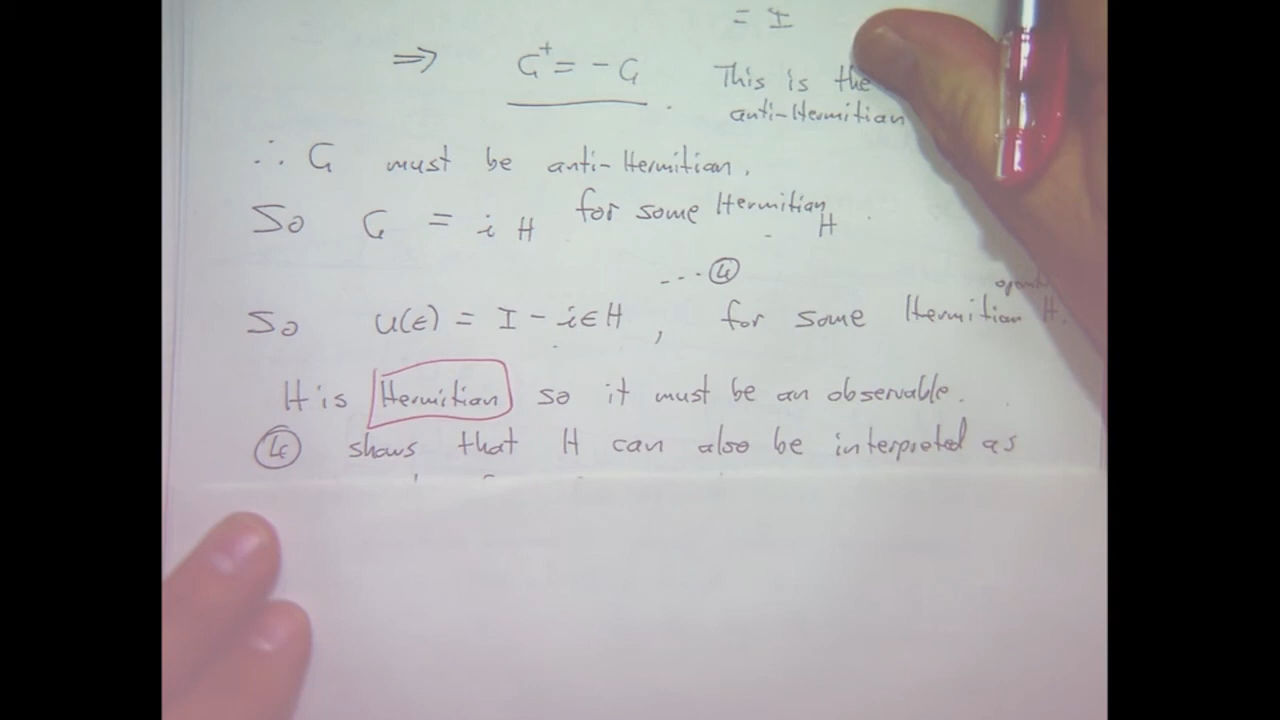 = I
⇒ G⁺ = - G . This is the
anti-Hermitian
∴ G must be anti-Hermitian.
So G = i H for some Hermitian H
--- ④
So U(ϵ) = I - iϵH , for some Hermitian H.
H is Hermitian so it must be an observable.
④ shows that H can also be interpreted as